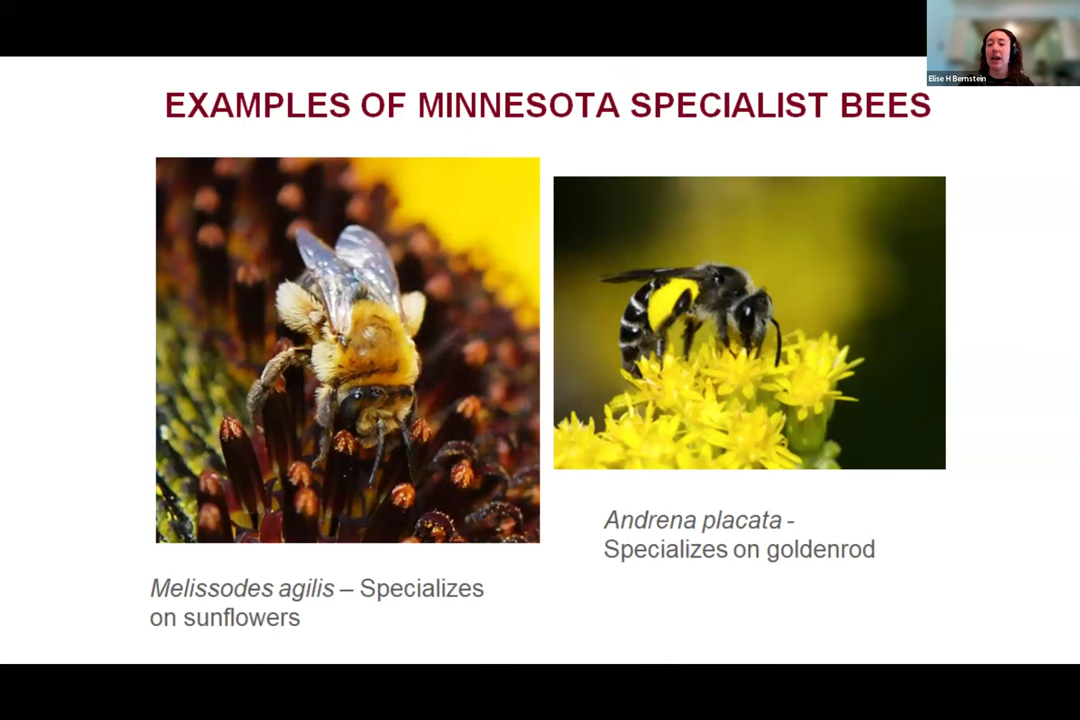 Elise H Bernstein
EXAMPLES OF MINNESOTA SPECIALIST BEES
Andrena placata -
Specializes on goldenrod
Melissodes agilis – Specializes
on sunflowers